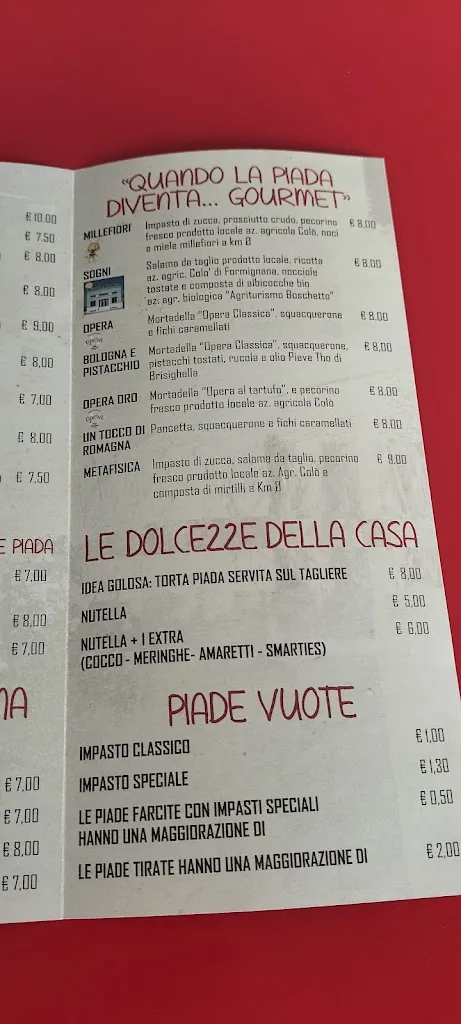 € 10.00
€ 7.50
€ 8.00
€ 8.00
€ 9.00
€ 8.00
€ 7.00
€ 8.00
€ 7.50
E PIADA
€ 7.00
€ 8,00
€ 7,00
NA
€ 7,00
€ 7,00
€ 8,00
€ 7,00
"QUANDO LA PIADA
DIVENTA... GOURMET"
MILLEFIORI Impasto di zucca, prosciutto crudo, pecorino € 8,00
fresco prodotto locale az. agricola Colò, noci
e miele millefiori a km 0
SOGNI Salama da taglio prodotto locale, ricotta € 8,00
az. agric. Colo' di Formignana, nocciole
tostate e composta di albicocche bio
az. agr. biologica "Agriturismo Boschetto"
OPERA Mortadella "Opera Classica", squacquerone € 8,00
e fichi caramellati
BOLOGNA E Mortadella "Opera Classica", squacquerone, € 8,00
PISTACCHIO pistacchi tostati, rucola e olio Pieve Tho di
Brisighella
OPERA ORO Mortadella "Opera al tartufo", e pecorino € 8,00
fresco prodotto locale az. agricola Colò
UN TOCCO DI Pancetta, squacquerone e fichi caramellati € 8,00
ROMAGNA
METAFISICA Impasto di zucca, salama da taglio, pecorino € 9,00
fresco prodotto locale az. Agr. Colò e
composta di mirtilli a Km 0
LE DOLCEZZE DELLA CASA
IDEA GOLOSA: TORTA PIADA SERVITA SUL TAGLIERE € 8,00
NUTELLA € 5,00
NUTELLA + 1 EXTRA € 6,00
(COCCO - MERINGHE- AMARETTI - SMARTIES)
PIADE VUOTE
IMPASTO CLASSICO € 1,00
IMPASTO SPECIALE € 1,30
LE PIADE FARCITE CON IMPASTI SPECIALI € 0,50
HANNO UNA MAGGIORAZIONE DI
LE PIADE TIRATE HANNO UNA MAGGIORAZIONE DI € 2,00